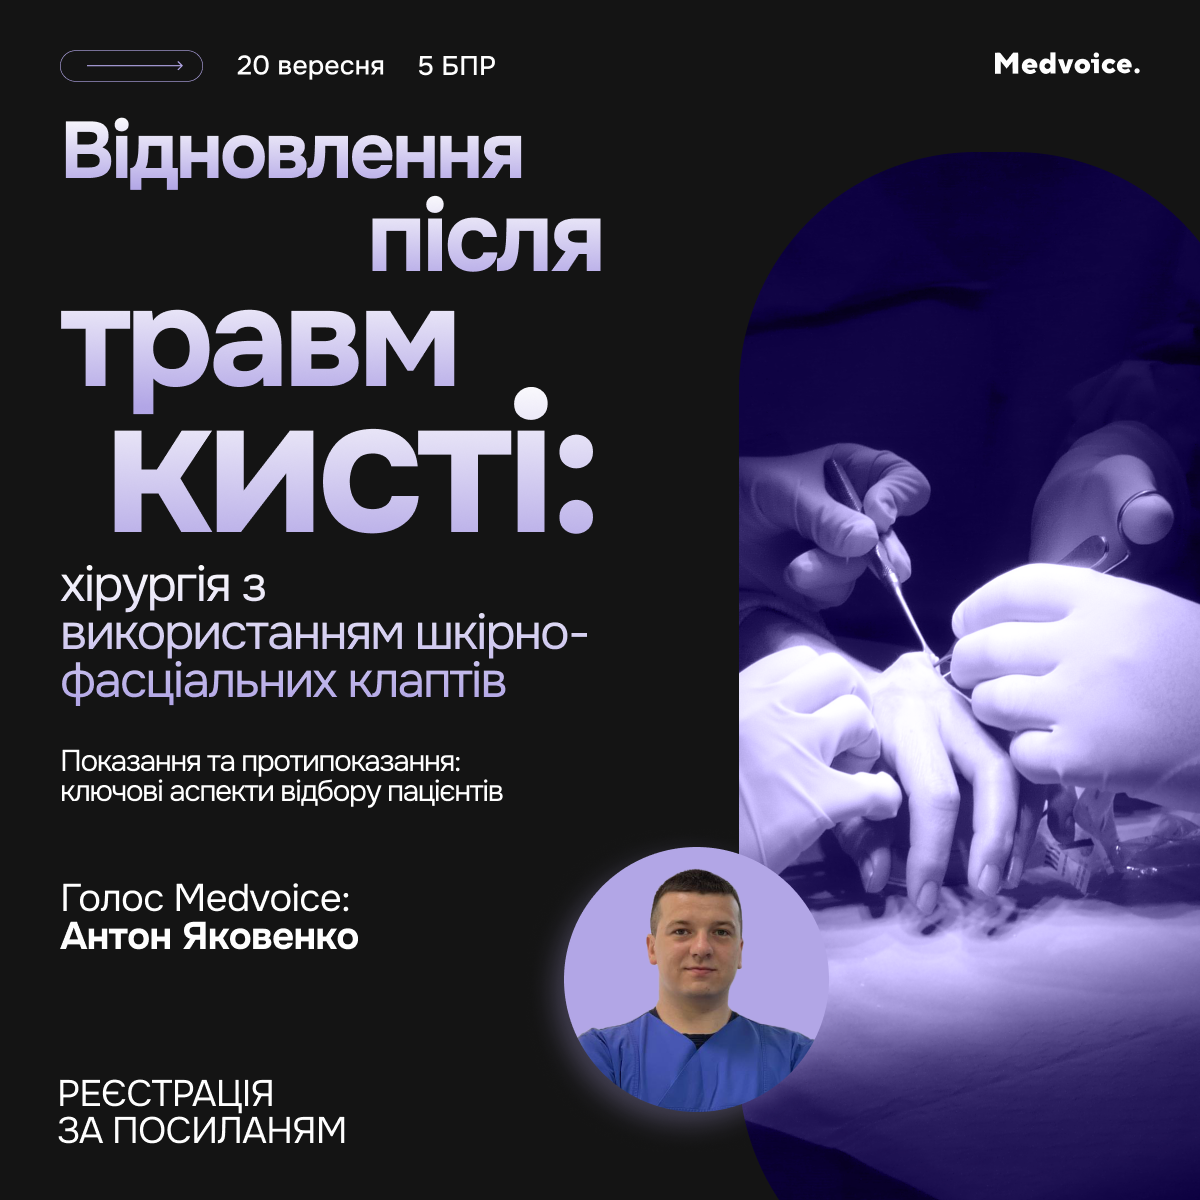 20 вересня 5 БПР
Medvoice.
Відновлення
після
травм
кисті:
хірургія з
використанням шкірно-
фасціальних клаптів
Показання та протипоказання:
ключові аспекти відбору пацієнтів
Голос Medvoice:
Антон Яковенко
РЕЄСТРАЦІЯ
ЗА ПОСИЛАНЯМ